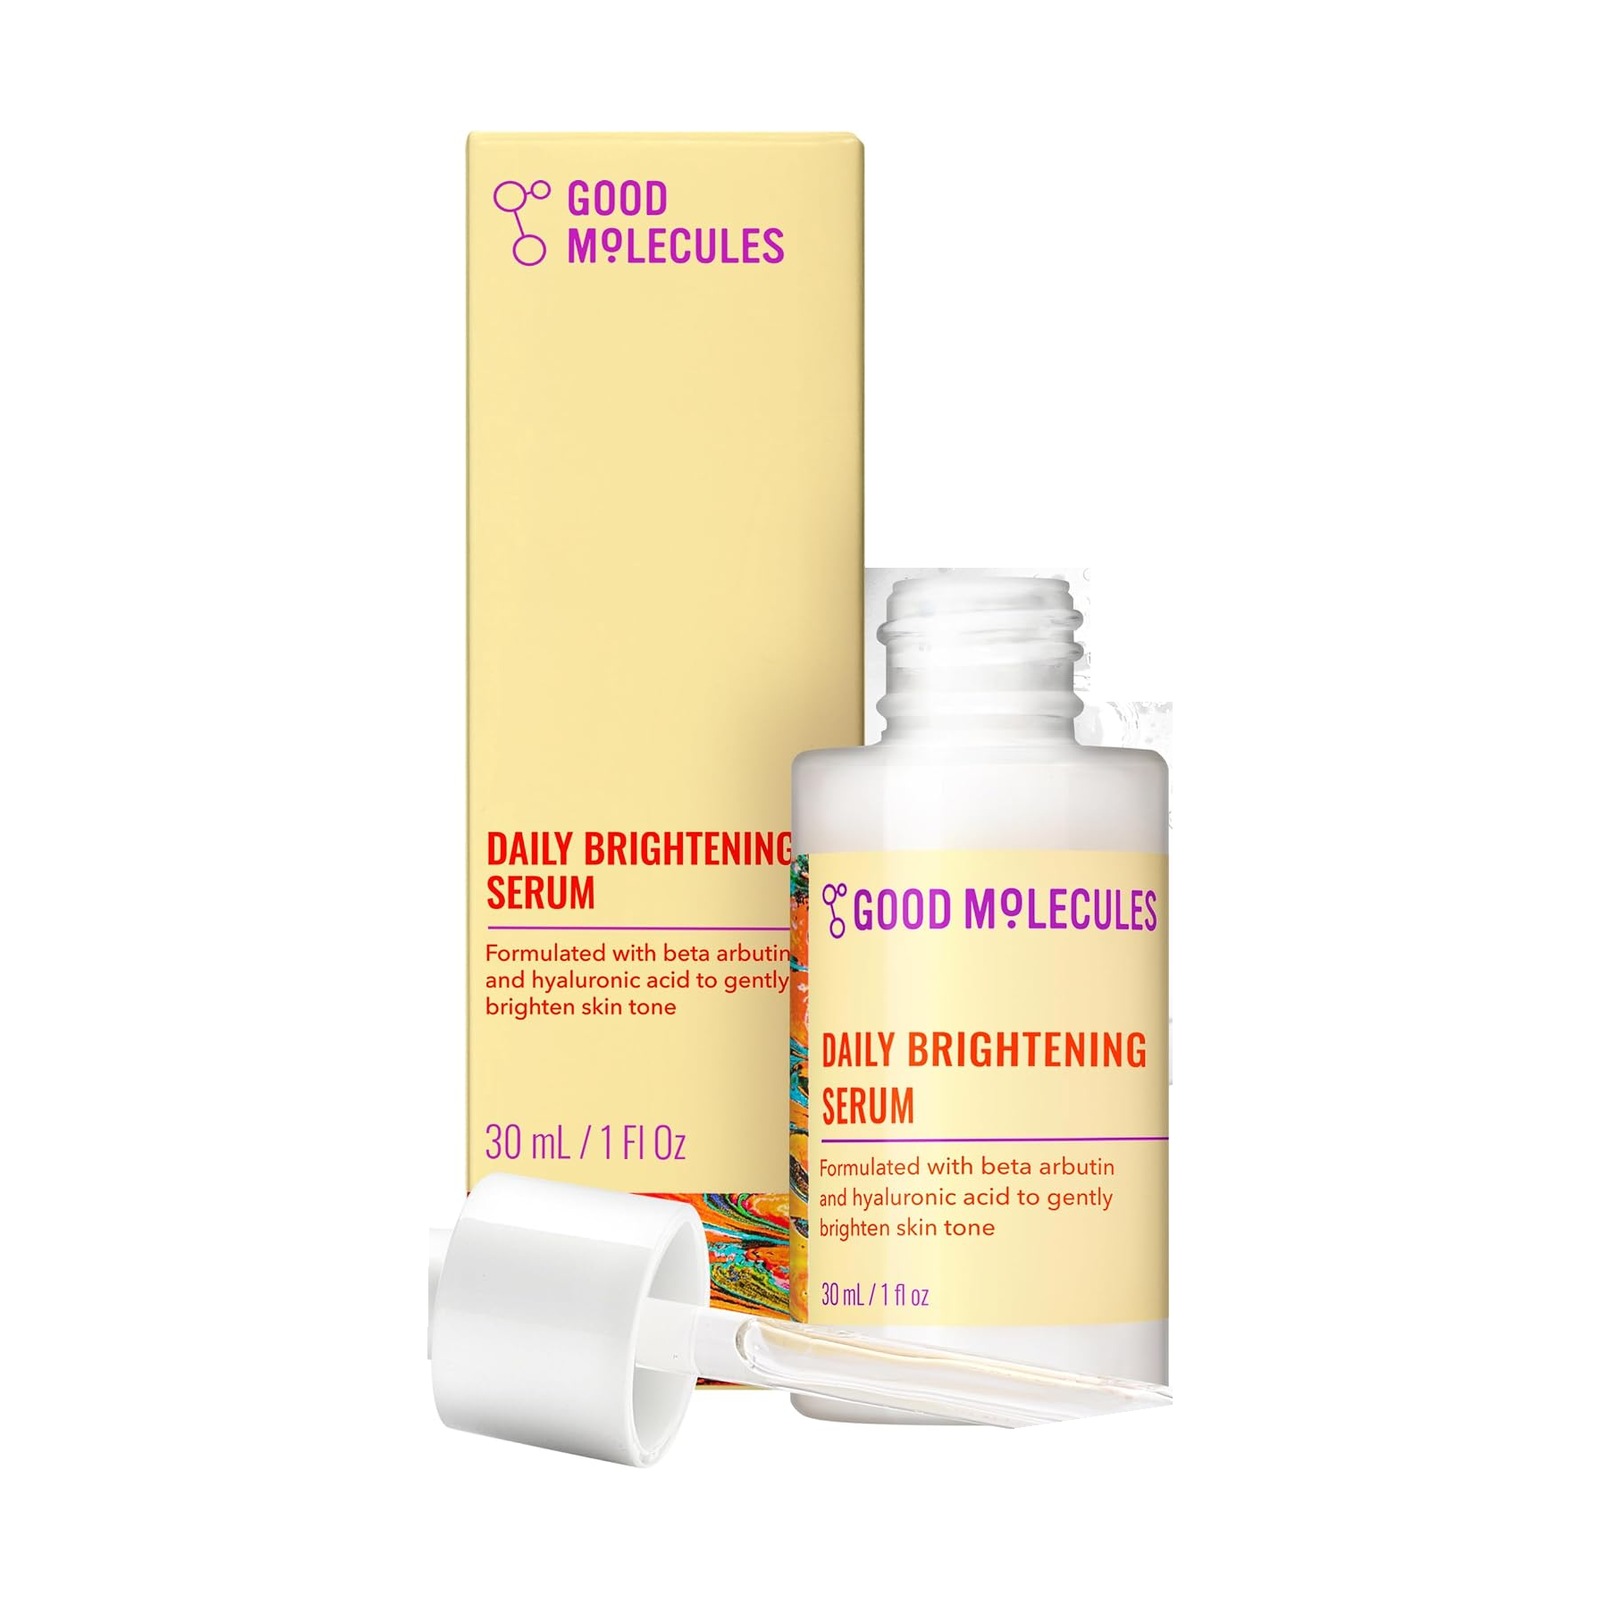 GOOD
MOLECULES
DAILY BRIGHTENING
SERUM
Formulated with beta arbutin
and hyaluronic acid to gently
brighten skin tone
30 mL / 1 Fl Oz
GOOD MOLECULES
DAILY BRIGHTENING
SERUM
Formulated with beta arbutin
and hyaluronic acid to gently
brighten skin tone
30 mL / 1 fl oz